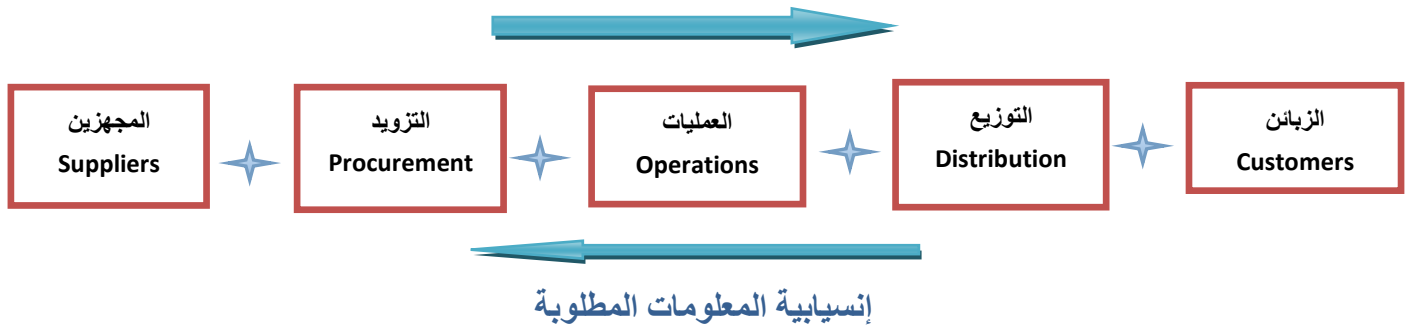 المجهزين
Suppliers
التزويد
Procurement
العمليات
Operations
التوزيع
Distribution
الزبائن
Customers
إنسيابية المعلومات المطلوبة